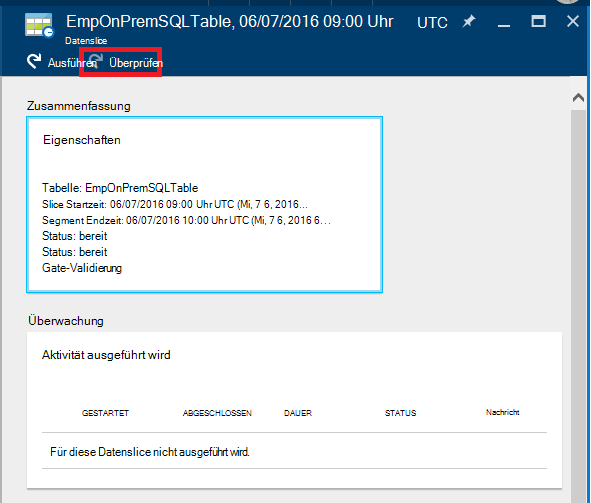 EmpOnPremSQLTable, 06/07/2016 09:00 Uhr UTC
Datenslice
Ausführen Überprüfen
Zusammenfassung
Eigenschaften
Tabelle: EmpOnPremSQLTable
Slice Startzeit: 06/07/2016 09:00 Uhr UTC (Mi, 7 6, 2016...
Segment Endzeit: 06/07/2016 10:00 Uhr UTC (Mi, 7 6, 2016 6...
Status: bereit
Status: bereit
Gate-Validierung
Überwachung
Aktivität ausgeführt wird
GESTARTET ABGESCHLOSSEN DAUER STATUS Nachricht
Für diese Datenslice nicht ausgeführt wird.